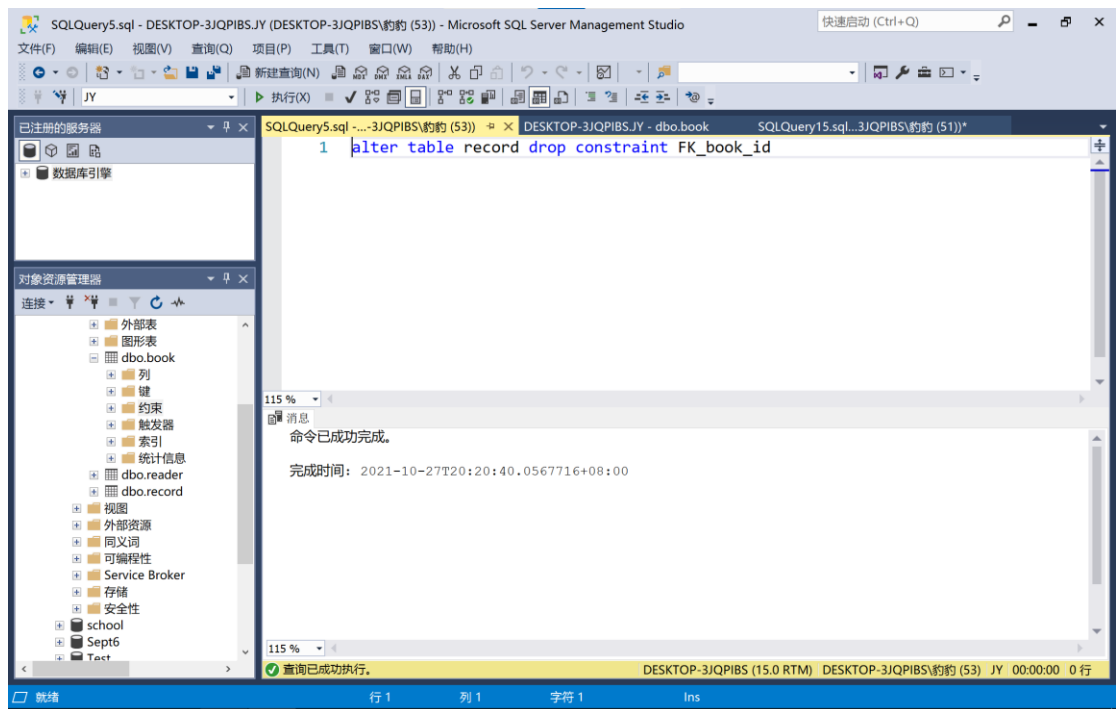 SQLQuery5.sql - DESKTOP-3JQPIBS.JY (DESKTOP-3JQPIBS\豹豹 (53)) - Microsoft SQL Server Management Studio
快速启动 (Ctrl+Q)
文件(F) 编辑(E) 视图(V) 查询(Q) 项目(P) 工具(T) 窗口(W) 帮助(H)
新建查询(N) MDX DMX XMLA DAX
JY 执行(X)
已注册的服务器
数据库引擎
对象资源管理器
连接
外部表
图形表
dbo.book
列
键
约束
触发器
索引
统计信息
dbo.reader
dbo.record
视图
外部资源
同义词
可编程性
Service Broker
存储
安全性
school
Sept6
Test
SQLQuery5.sql -...-3JQPIBS\豹豹 (53)) DESKTOP-3JQPIBS.JY - dbo.book SQLQuery15.sql...3JQPIBS\豹豹 (51))*
1 alter table record drop constraint FK_book_id
115 %
消息
命令已成功完成。
完成时间: 2021-10-27T20:20:40.0567716+08:00
115 %
查询已成功执行。 DESKTOP-3JQPIBS (15.0 RTM) DESKTOP-3JQPIBS\豹豹 (53) JY 00:00:00 0 行
就绪 行 1 列 1 字符 1 Ins